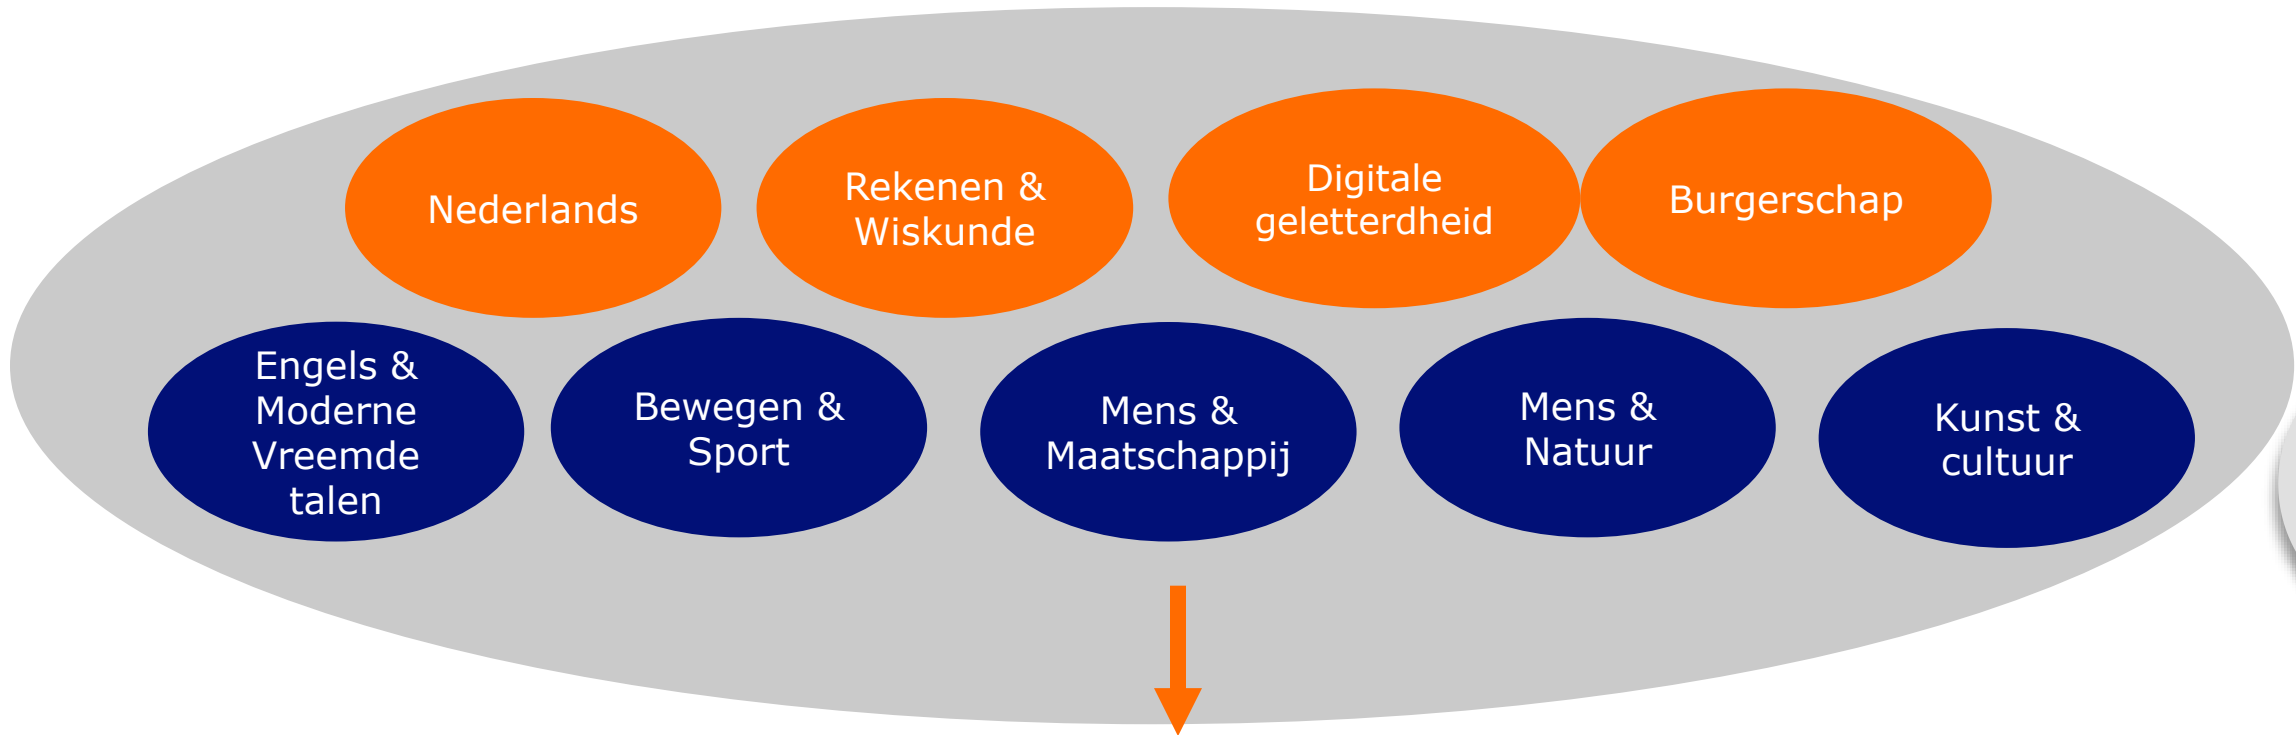 Nederlands
Rekenen &
Wiskunde
Digitale
geletterdheid
Burgerschap
Engels &
Moderne
Vreemde
talen
Bewegen &
Sport
Mens &
Maatschappij
Mens &
Natuur
Kunst &
cultuur